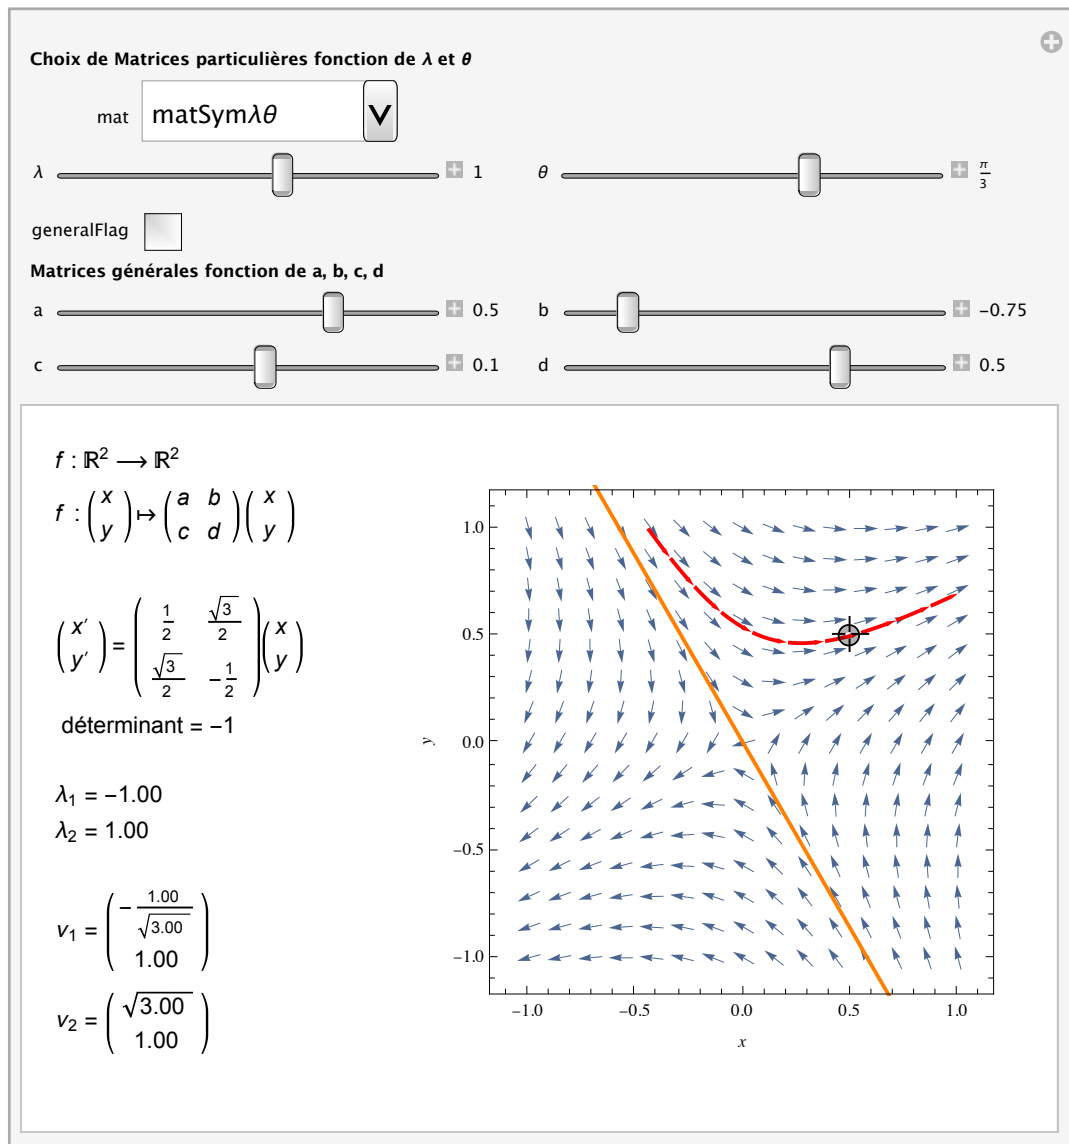 Choix de Matrices particulières fonction de λ et θ
mat matSymλθ
λ 1 θ π/3
generalFlag
Matrices générales fonction de a, b, c, d
a 0.5 b −0.75
c 0.1 d 0.5
f : ℝ² ⟶ ℝ²
f : (x y) ↦ (a b c d) (x y)
(x′ y′) = (1/2 √3/2 √3/2 −1/2) (x y)
déterminant = −1
λ₁ = −1.00
λ₂ = 1.00
v₁ = (−1.00/√3.00 1.00)
v₂ = (√3.00 1.00)
1.0
0.5
0.0
−0.5
−1.0
y
−1.0 −0.5 0.0 0.5 1.0
x